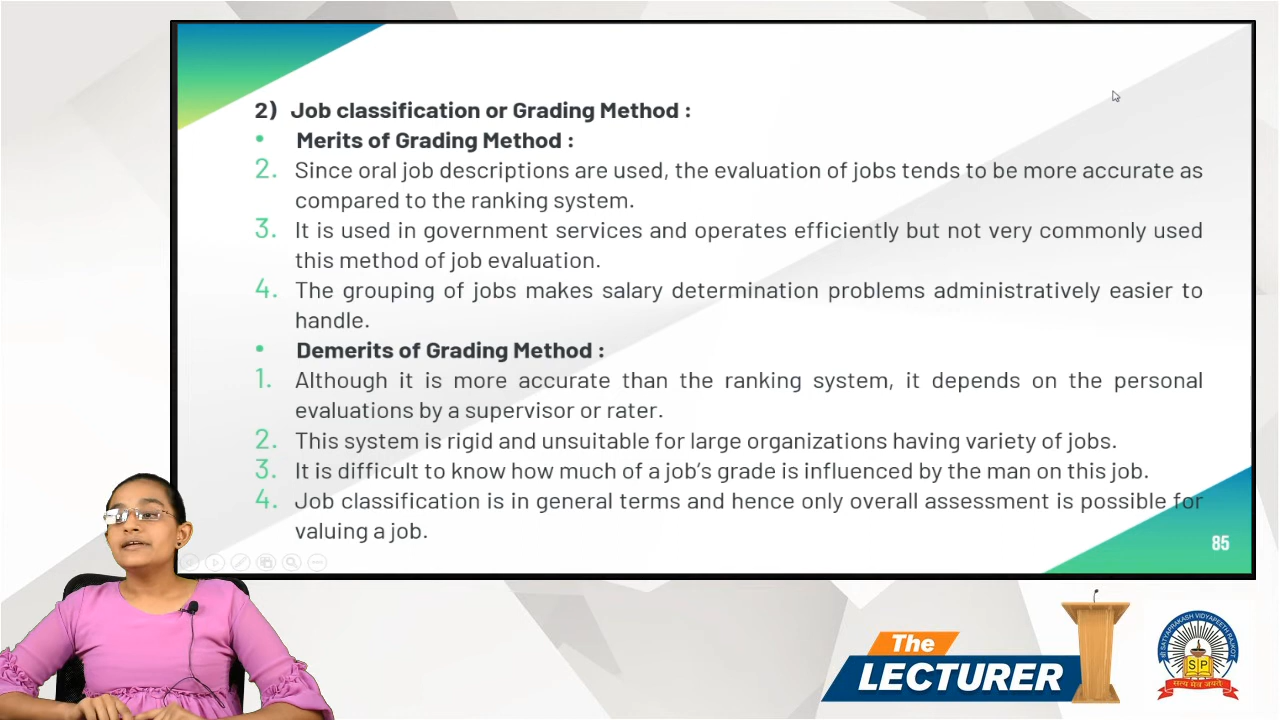 2) Job classification or Grading Method :
• Merits of Grading Method :
2. Since oral job descriptions are used, the evaluation of jobs tends to be more accurate as
compared to the ranking system.
3. It is used in government services and operates efficiently but not very commonly used
this method of job evaluation.
4. The grouping of jobs makes salary determination problems administratively easier to
handle.
• Demerits of Grading Method :
1. Although it is more accurate than the ranking system, it depends on the personal
evaluations by a supervisor or rater.
2. This system is rigid and unsuitable for large organizations having variety of jobs.
3. It is difficult to know how much of a job's grade is influenced by the man on this job.
4. Job classification is in general terms and hence only overall assessment is possible for
valuing a job.
85
The
LECTURER
SATYAPRAKASH VIDYAPEETH RAJKOT
S P
सत्य मेव जयते